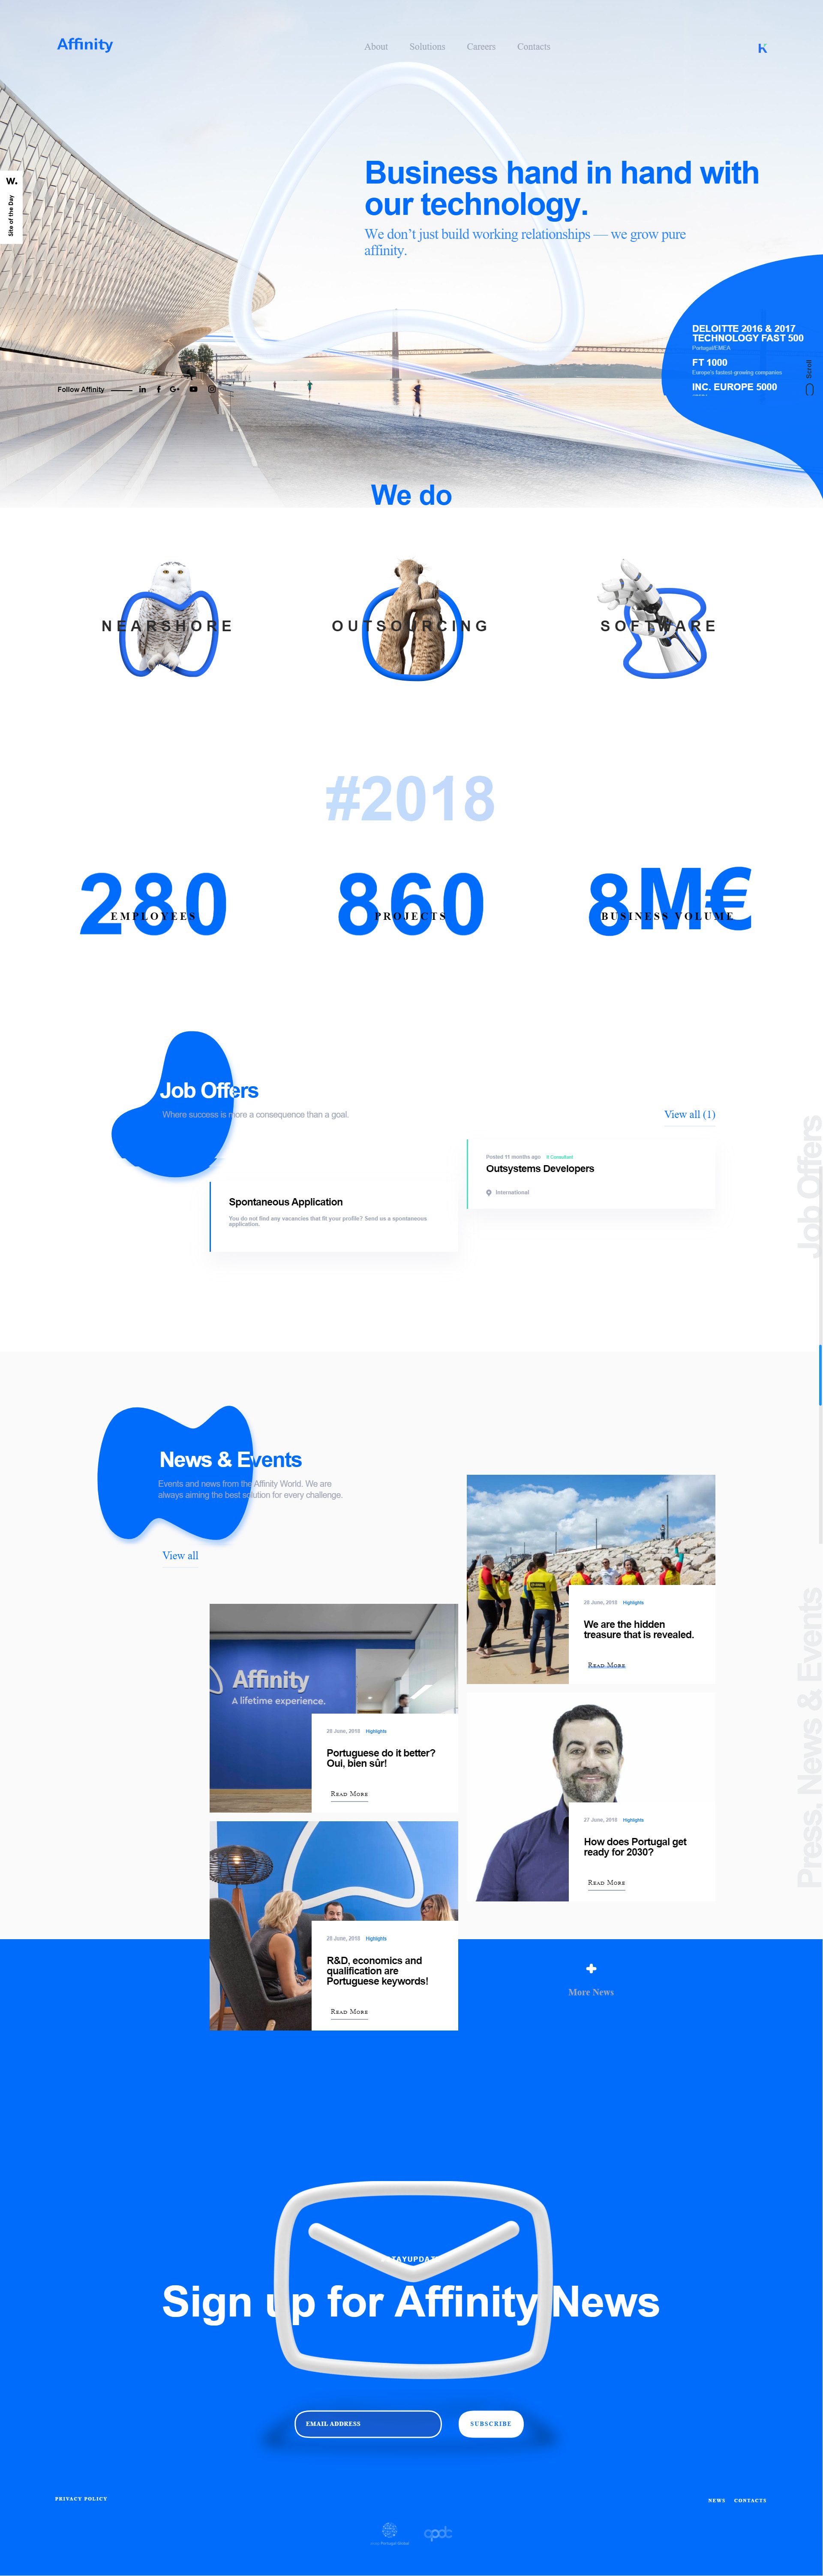 Affinity
About Solutions Careers Contacts
W.
Site of the Day
Business hand in hand with
our technology.
We don't just build working relationships — we grow pure
affinity.
DELOITTE 2016 & 2017
TECHNOLOGY FAST 500
Portugal/EMEA
FT 1000
Europe's fastest-growing companies
INC. EUROPE 5000
Scroll
Follow Affinity
We do
NEARSHORE
OUTSOURCING
SOFTWARE
#2018
280
EMPLOYEES
860
PROJECTS
8M€
BUSINESS VOLUME
Job Offers
Where success is more a consequence than a goal.
View all (1)
Job Offers
Posted 11 months ago It Consultant
Outsystems Developers
International
Spontaneous Application
You do not find any vacancies that fit your profile? Send us a spontaneous
application.
News & Events
Events and news from the Affinity World. We are
always aiming the best solution for every challenge.
View all
Press, News & Events
28 June, 2018 Highlights
We are the hidden
treasure that is revealed.
Read More
Affinity
A lifetime experience.
28 June, 2018 Highlights
Portuguese do it better?
Oui, bien sûr!
Read More
27 June, 2018 Highlights
How does Portugal get
ready for 2030?
Read More
28 June, 2018 Highlights
R&D, economics and
qualification are
Portuguese keywords!
Read More
More News
Sign up for Affinity News
EMAIL ADDRESS
SUBSCRIBE
PRIVACY POLICY
NEWS CONTACTS
Portugal Global
apdc